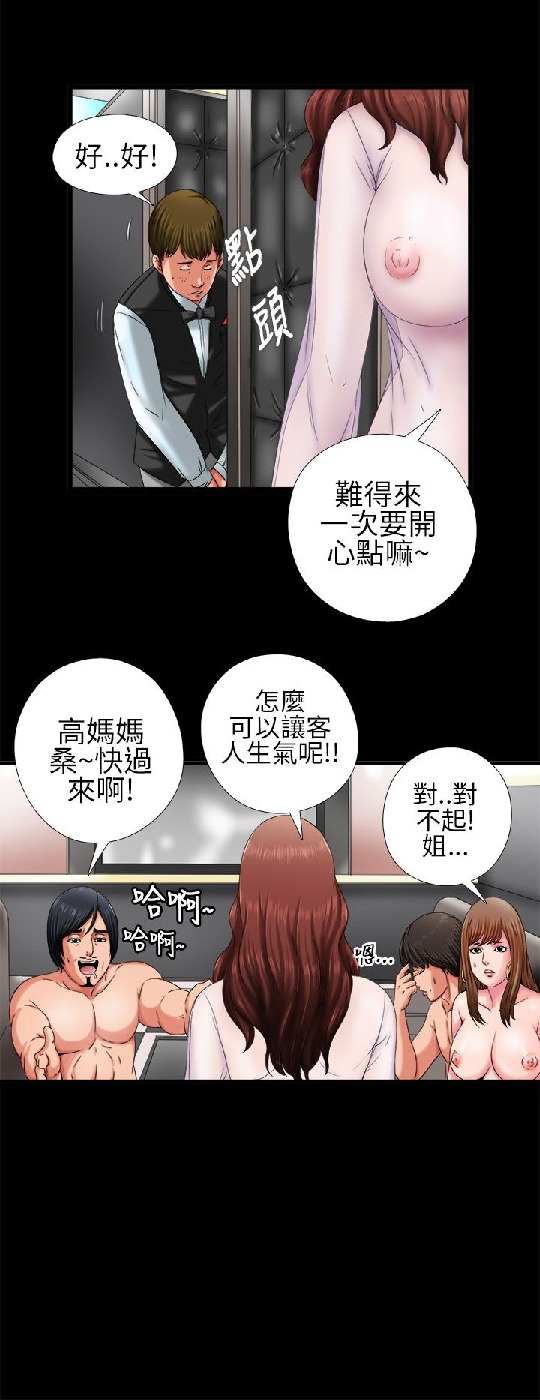 好..好!
點頭
難得來
一次要開
心點嘛~
怎麼
可以讓客
人生氣呢!!
高媽媽
桑~快過
來啊!
對..對
不起!
姐...
哈啊~
哈啊~
嗯...